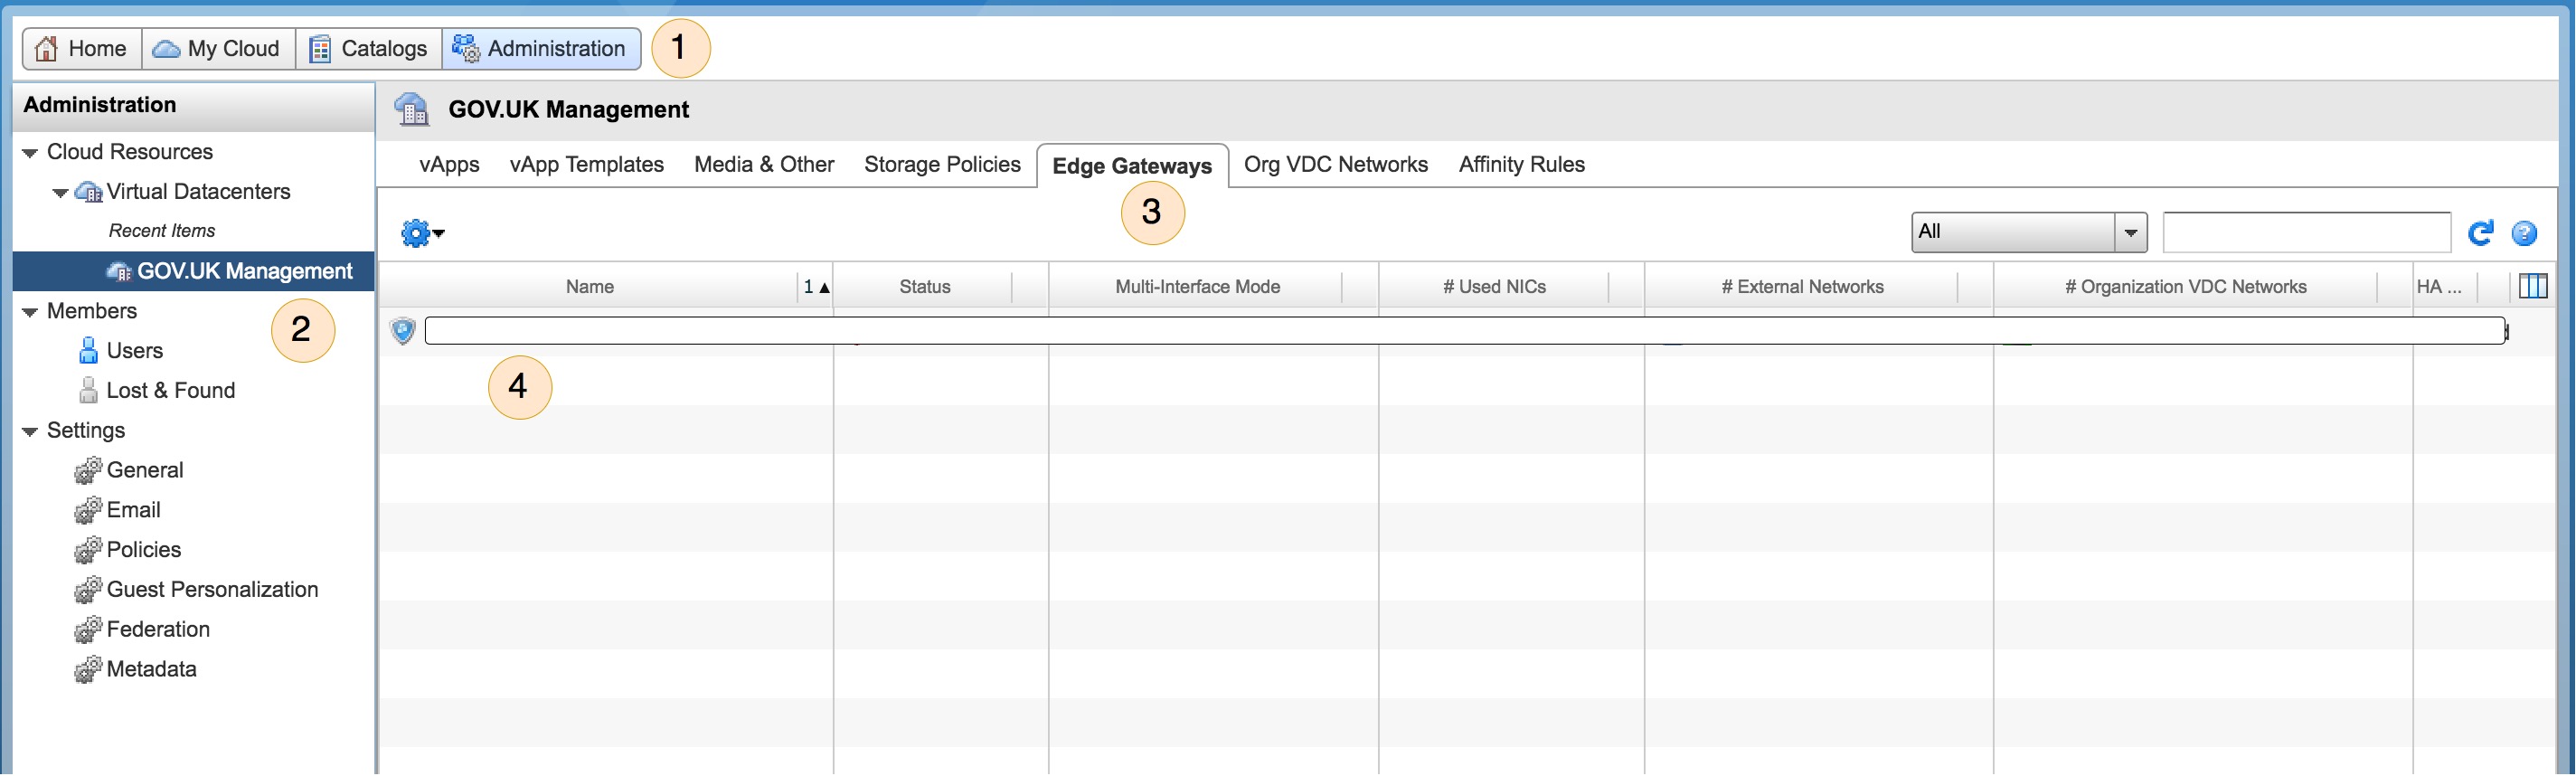 Home My Cloud Catalogs Administration 1
Administration
GOV.UK Management
Cloud Resources
vApps vApp Templates Media & Other Storage Policies Edge Gateways Org VDC Networks Affinity Rules
Virtual Datacenters
3
Recent Items
All
GOV.UK Management
Name 1 ▲ Status Multi-Interface Mode # Used NICs # External Networks # Organization VDC Networks HA ...
Members
2
Users
4
Lost & Found
Settings
General
Email
Policies
Guest Personalization
Federation
Metadata